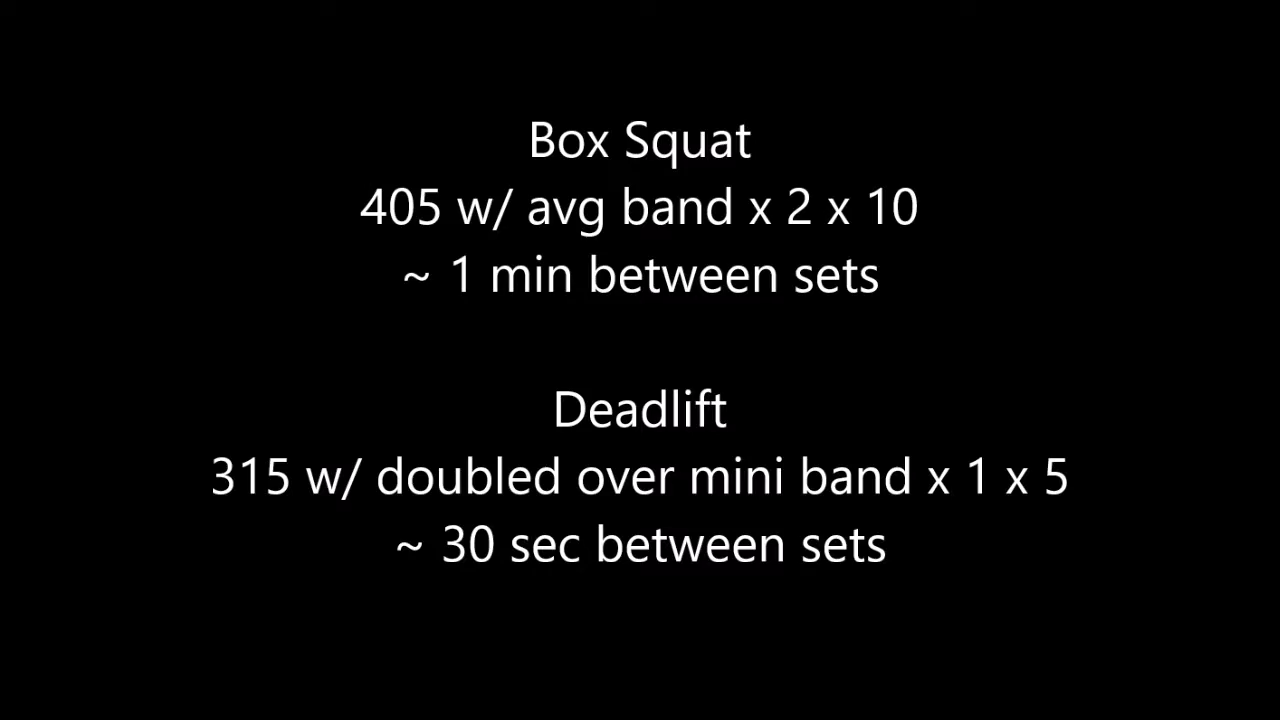 Box Squat
405 w/ avg band x 2 x 10
~ 1 min between sets
Deadlift
315 w/ doubled over mini band x 1 x 5
~ 30 sec between sets